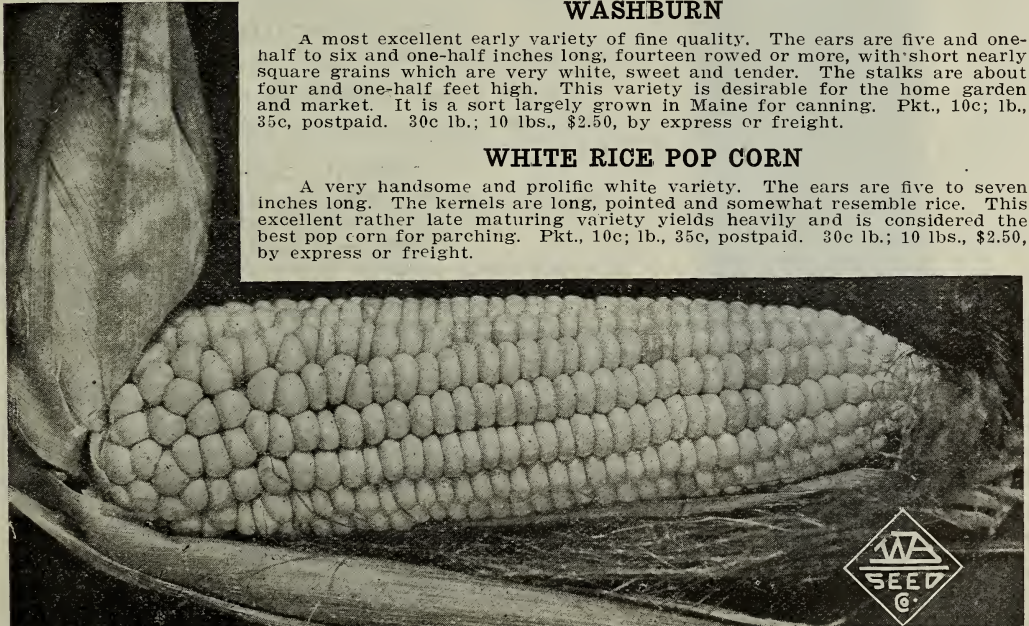 WASHBURN
A most excellent early variety of fine quality. The ears are five and one-
half to six and one-half inches long, fourteen rowed or more, with short nearly
square grains which are very white, sweet and tender. The stalks are about
four and one-half feet high. This variety is desirable for the home garden
and market. It is a sort largely grown in Maine for canning. Pkt., 10c; lb.,
35c, postpaid. 30c lb.; 10 lbs., $2.50, by express or freight.
WHITE RICE POP CORN
A very handsome and prolific white variety. The ears are five to seven
inches long. The kernels are long, pointed and somewhat resemble rice. This
excellent rather late maturing variety yields heavily and is considered the
best pop corn for parching. Pkt., 10c; lb., 35c, postpaid. 30c lb.; 10 lbs., $2.50,
by express or freight.
SEED
Co.